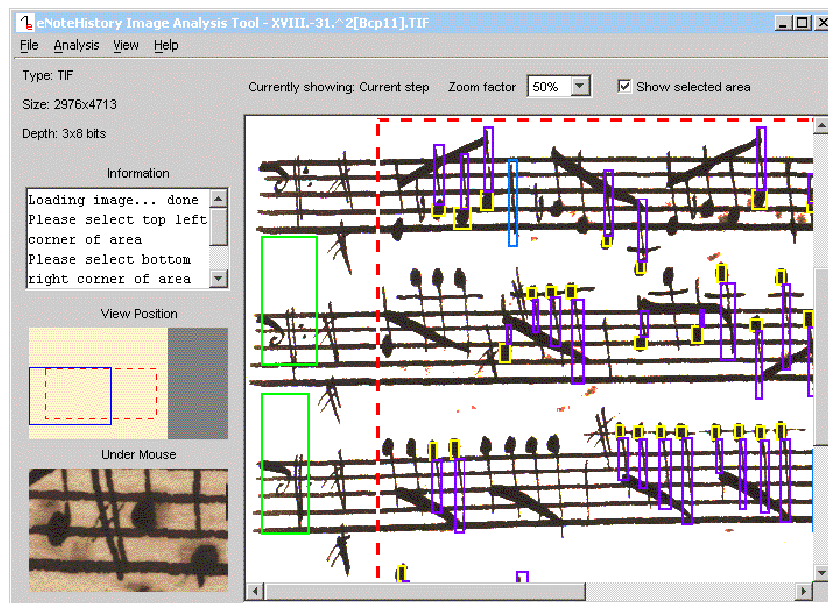 eNoteHistory Image Analysis Tool - XVIII.-31.^2[Bcp11].TIF
File Analysis View Help
Type: TIF
Size: 2976x4713
Depth: 3x8 bits
Currently showing: Current step Zoom factor 50% Show selected area
Information
Loading image... done
Please select top left
corner of area
Please select bottom
right corner of area
View Position
Under Mouse